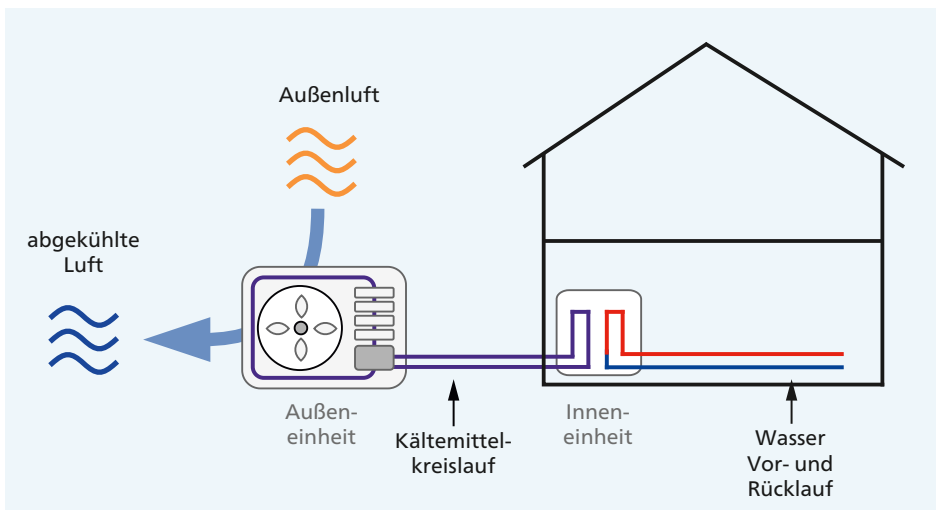 Außenluft
abgekühlte
Luft
Außen-
einheit
Kältemittel-
kreislauf
Innen-
einheit
Wasser
Vor- und
Rücklauf